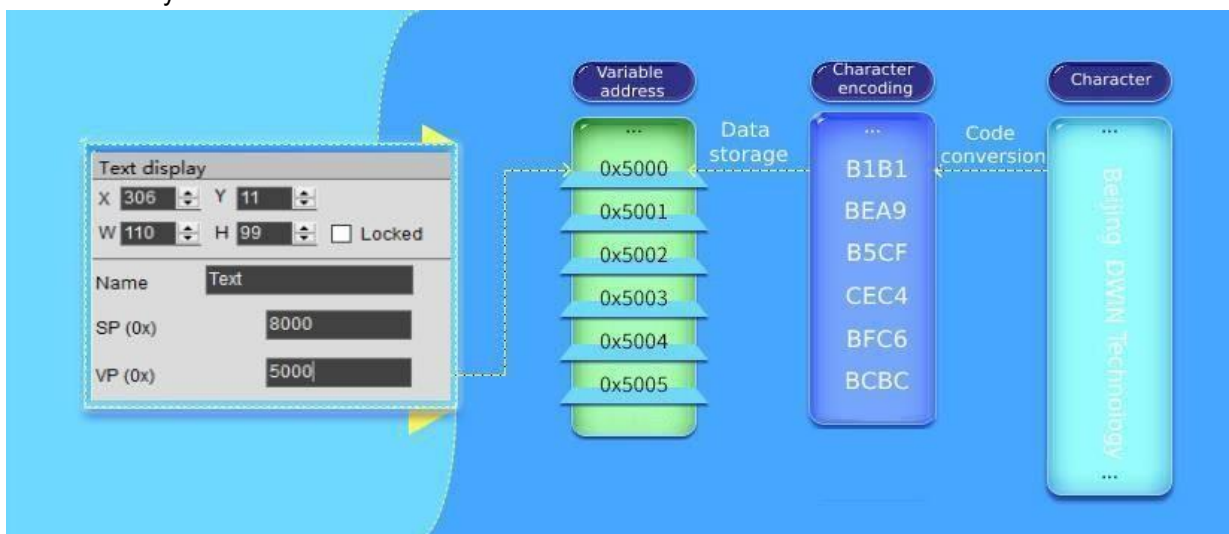 Text display
X 306 Y 11
W 110 H 99 Locked
Name Text
SP (0x) 8000
VP (0x) 5000
Variable
address
...
0x5000
0x5001
0x5002
0x5003
0x5004
0x5005
Data
storage
Character
encoding
...
B1B1
BEA9
B5CF
CEC4
BFC6
BCBC
Code
conversion
Character
...
Beijing DWIN Technology
...